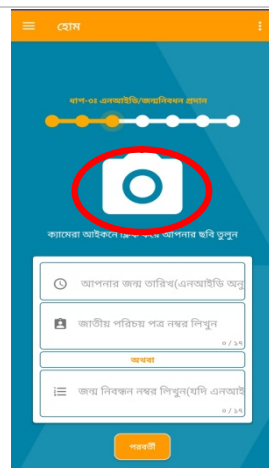 হোম
ধাপ-০৩ এনআইডি/জন্মনিবন্ধন প্রদান
ক্যামেরা আইকনে ক্লিক করে আপনার ছবি তুলুন
আপনার জন্ম তারিখ(এনআইডি অনু
জাতীয় পরিচয় পত্র নম্বর লিখুন
০ / ১৭
অথবা
জন্ম নিবন্ধন নম্বর লিখুন(যদি এনআই
০ / ১৭
পরবর্তী